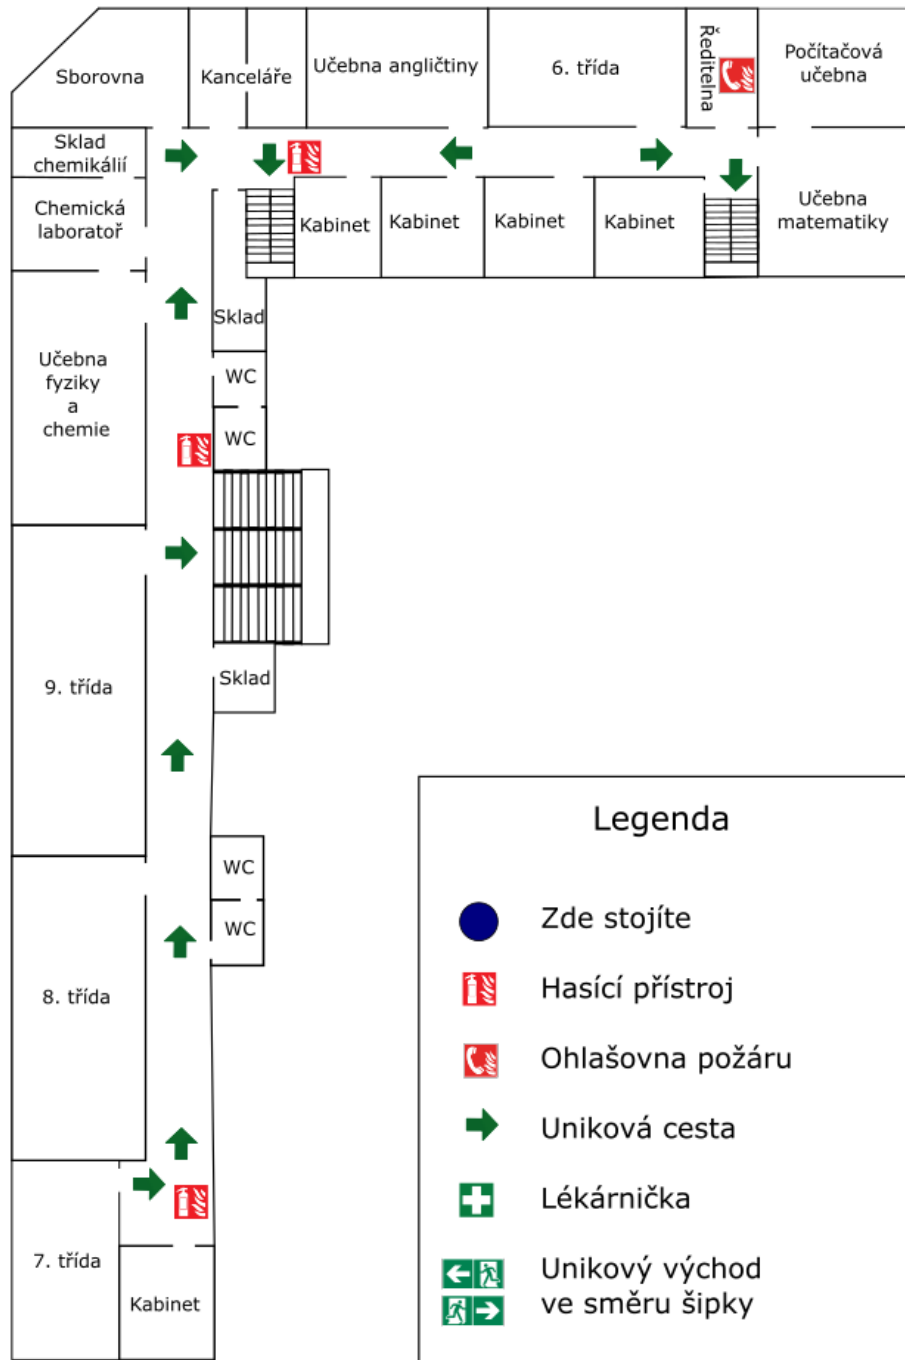 Sborovna
Kanceláře
Učebna angličtiny
6. třída
Ředitelna
Počítačová
učebna
Sklad
chemikálií
Chemická
laboratoř
Kabinet
Kabinet
Kabinet
Kabinet
Učebna
matematiky
Sklad
Učebna
fyziky
a
chemie
WC
WC
9. třída
Sklad
WC
WC
8. třída
7. třída
Kabinet
Legenda
Zde stojíte
Hasící přístroj
Ohlašovna požáru
Uniková cesta
Lékárnička
Unikový východ
ve směru šipky